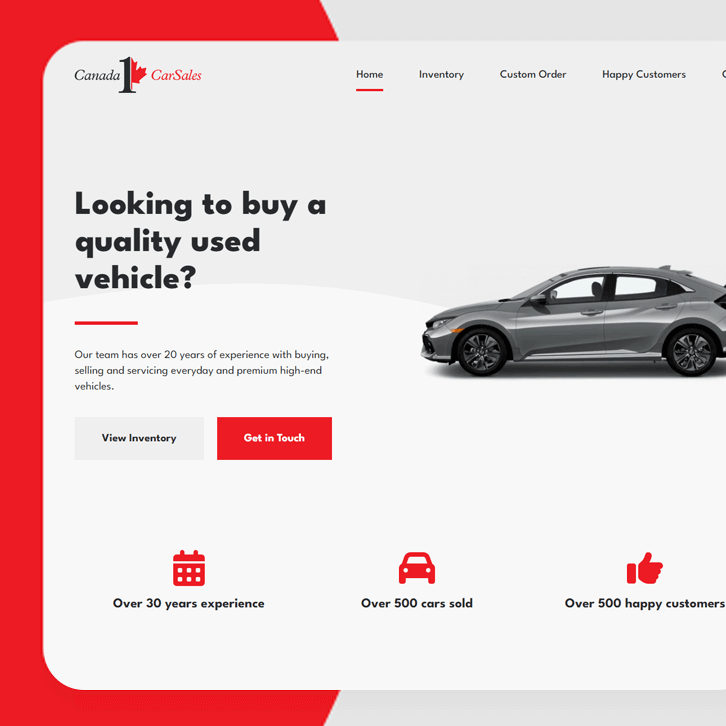 Canada 1 CarSales
Home Inventory Custom Order Happy Customers
Looking to buy a
quality used
vehicle?
Our team has over 20 years of experience with buying,
selling and servicing everyday and premium high-end
vehicles.
View Inventory Get in Touch
Over 30 years experience Over 500 cars sold Over 500 happy customers